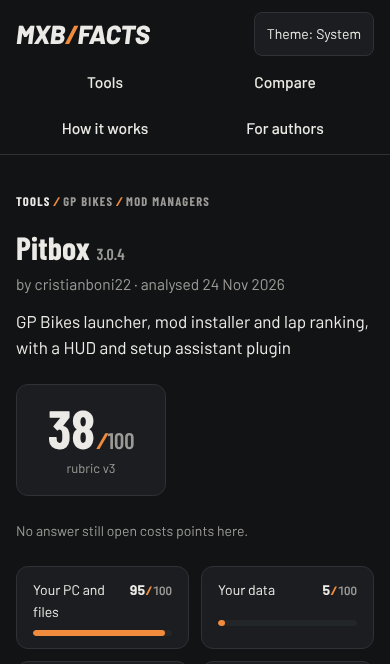 MXB/FACTS
Theme: System
Tools
Compare
How it works
For authors
TOOLS / GP BIKES / MOD MANAGERS
Pitbox 3.0.4
by cristianboni22 · analysed 24 Nov 2026
GP Bikes launcher, mod installer and lap ranking,
with a HUD and setup assistant plugin
38/100
rubric v3
No answer still open costs points here.
Your PC and
files
95/100
Your data
5/100